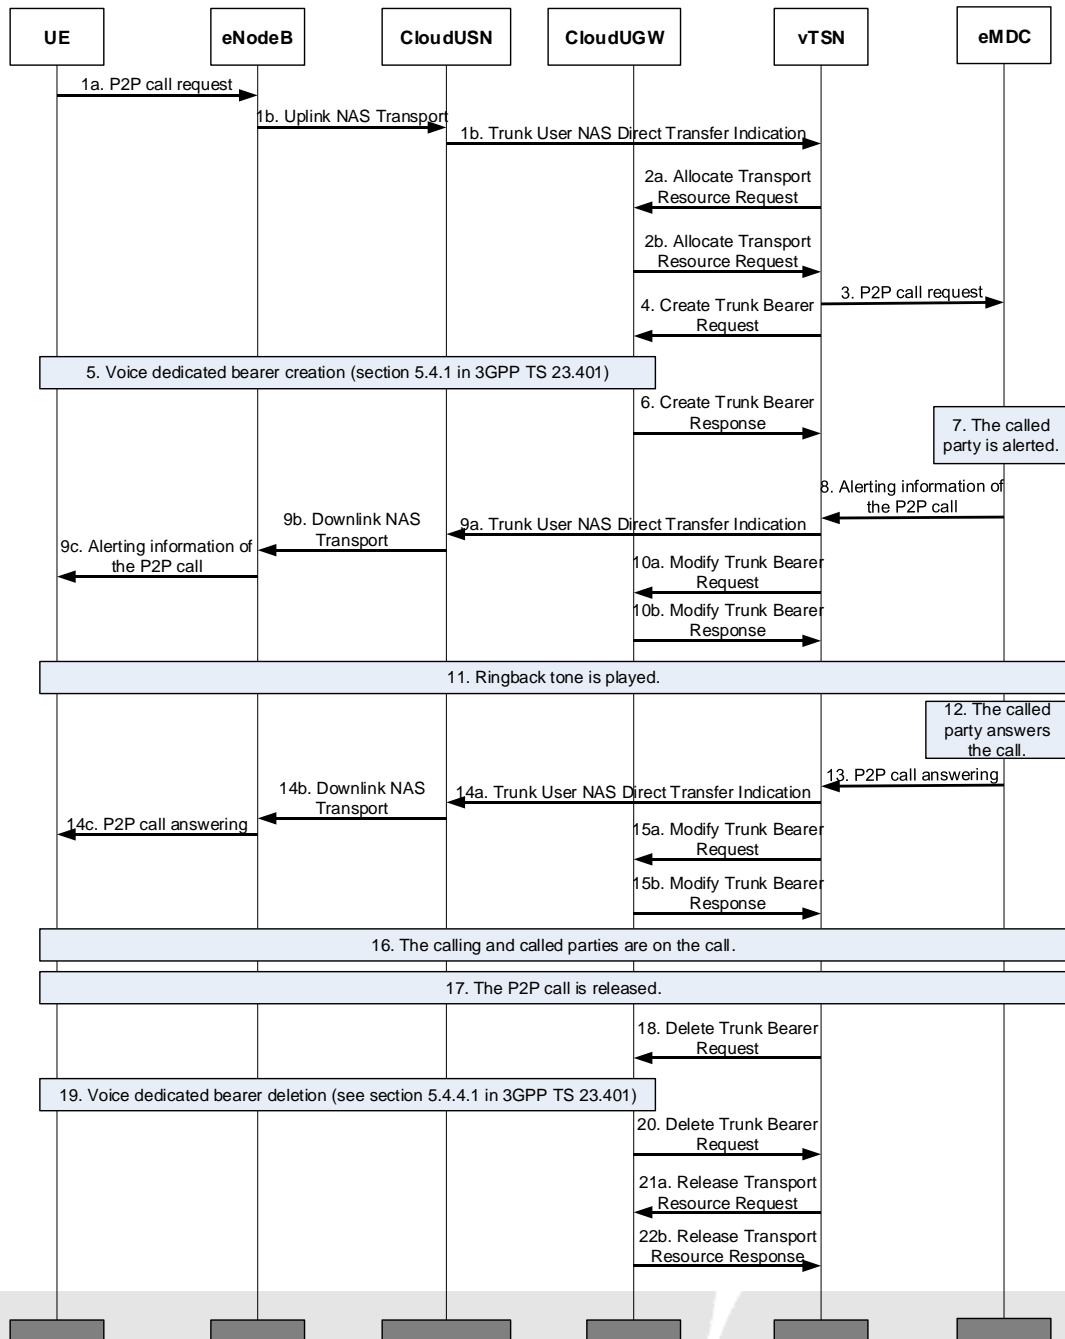 UE
eNodeB
CloudUSN
CloudUGW
vTSN
eMDC
1a. P2P call request
1b. Uplink NAS Transport
1b. Trunk User NAS Direct Transfer Indication
2a. Allocate Transport
Resource Request
2b. Allocate Transport
Resource Request
3. P2P call request
4. Create Trunk Bearer
Request
5. Voice dedicated bearer creation (section 5.4.1 in 3GPP TS 23.401)
6. Create Trunk Bearer
Response
7. The called
party is alerted.
8. Alerting information of
the P2P call
9a. Trunk User NAS Direct Transfer Indication
9b. Downlink NAS
Transport
9c. Alerting information of
the P2P call
10a. Modify Trunk Bearer
Request
10b. Modify Trunk Bearer
Response
11. Ringback tone is played.
12. The called
party answers
the call.
13. P2P call answering
14a. Trunk User NAS Direct Transfer Indication
14b. Downlink NAS
Transport
14c. P2P call answering
15a. Modify Trunk Bearer
Request
15b. Modify Trunk Bearer
Response
16. The calling and called parties are on the call.
17. The P2P call is released.
18. Delete Trunk Bearer
Request
19. Voice dedicated bearer deletion (see section 5.4.4.1 in 3GPP TS 23.401)
20. Delete Trunk Bearer
Request
21a. Release Transport
Resource Request
22b. Release Transport
Resource Response